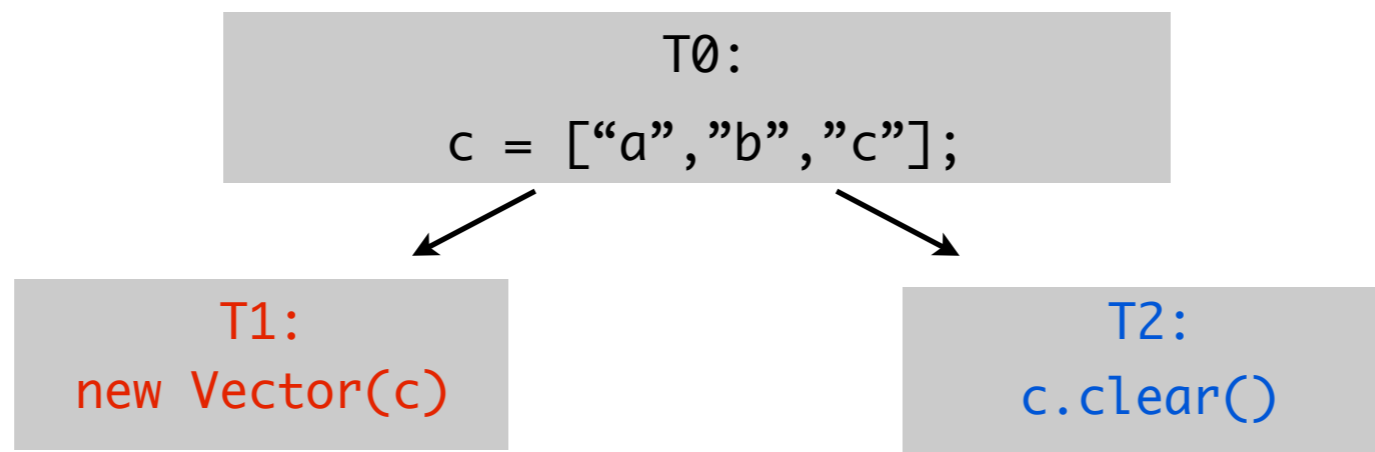 T0:
c = [“a”,”b”,”c”];
T1:
new Vector(c)
T2:
c.clear()